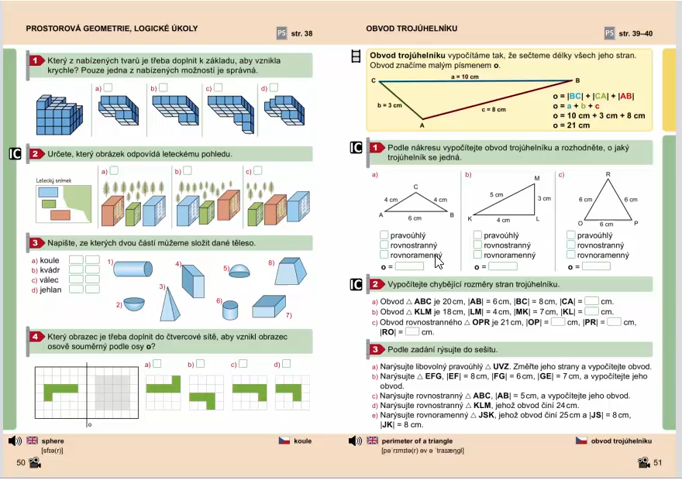 PROSTOROVÁ GEOMETRIE, LOGICKÉ ÚKOLY
PS str. 38
1 Který z nabízených tvarů je třeba doplnit k základu, aby vznikla
krychle? Pouze jedna z nabízených možností je správná.
a) b) c) d)
2 Určete, který obrázek odpovídá leteckému pohledu.
Letecký snímek
a) b) c)
3 Napište, ze kterých dvou částí můžeme složit dané těleso.
a) koule
b) kvádr
c) válec
d) jehlan
1) 2) 3) 4) 5) 6) 7) 8)
4 Který obrazec je třeba doplnit do čtvercové sítě, aby vznikl obrazec
osově souměrný podle osy o?
a) b) c) d)
o
sphere
koule
50
OBVOD TROJÚHELNÍKU
PS str. 39–40
Obvod trojúhelníku vypočítáme tak, že sečteme délky všech jeho stran.
Obvod značíme malým písmenem o.
C a = 10 cm B
b = 3 cm
c = 8 cm
A
o = |BC| + |CA| + |AB|
o = a + b + c
o = 10 cm + 3 cm + 8 cm
o = 21 cm
1 Podle nákresu vypočítejte obvod trojúhelníku a rozhodněte, o jaký
trojúhelník se jedná.
a) b) c)
C
4 cm 4 cm
A B
6 cm
M
5 cm 3 cm
K 4 cm L
R
6 cm 6 cm
O 6 cm P
pravoúhlý pravoúhlý pravoúhlý
rovnostranný rovnostranný rovnostranný
rovnoramenný rovnoramenný rovnoramenný
o = o = o =
2 Vypočítejte chybějící rozměry stran trojúhelníku.
a) Obvod △ ABC je 20 cm, |AB| = 6 cm, |BC| = 8 cm, |CA| = cm.
b) Obvod △ KLM je 18 cm, |LM| = 4 cm, |MK| = 7 cm, |KL| = cm.
c) Obvod rovnostranného △ OPR je 21 cm, |OP| = cm, |PR| = cm,
|RO| = cm.
3 Podle zadání rýsujte do sešitu.
a) Narýsujte libovolný pravoúhlý △ UVZ. Změřte jeho strany a vypočítejte obvod.
b) Narýsujte △ EFG, |EF| = 8 cm, |FG| = 6 cm, |GE| = 7 cm, a vypočítejte jeho
obvod.
c) Narýsujte rovnostranný △ ABC, |AB| = 5 cm, a vypočítejte jeho obvod.
d) Narýsujte rovnostranný △ KLM, jehož obvod činí 24 cm.
e) Narýsujte rovnoramenný △ JSK, jehož obvod činí 25 cm a |JS| = 8 cm,
|JK| = 8 cm.
perimeter of a triangle
obvod trojúhelníku
51